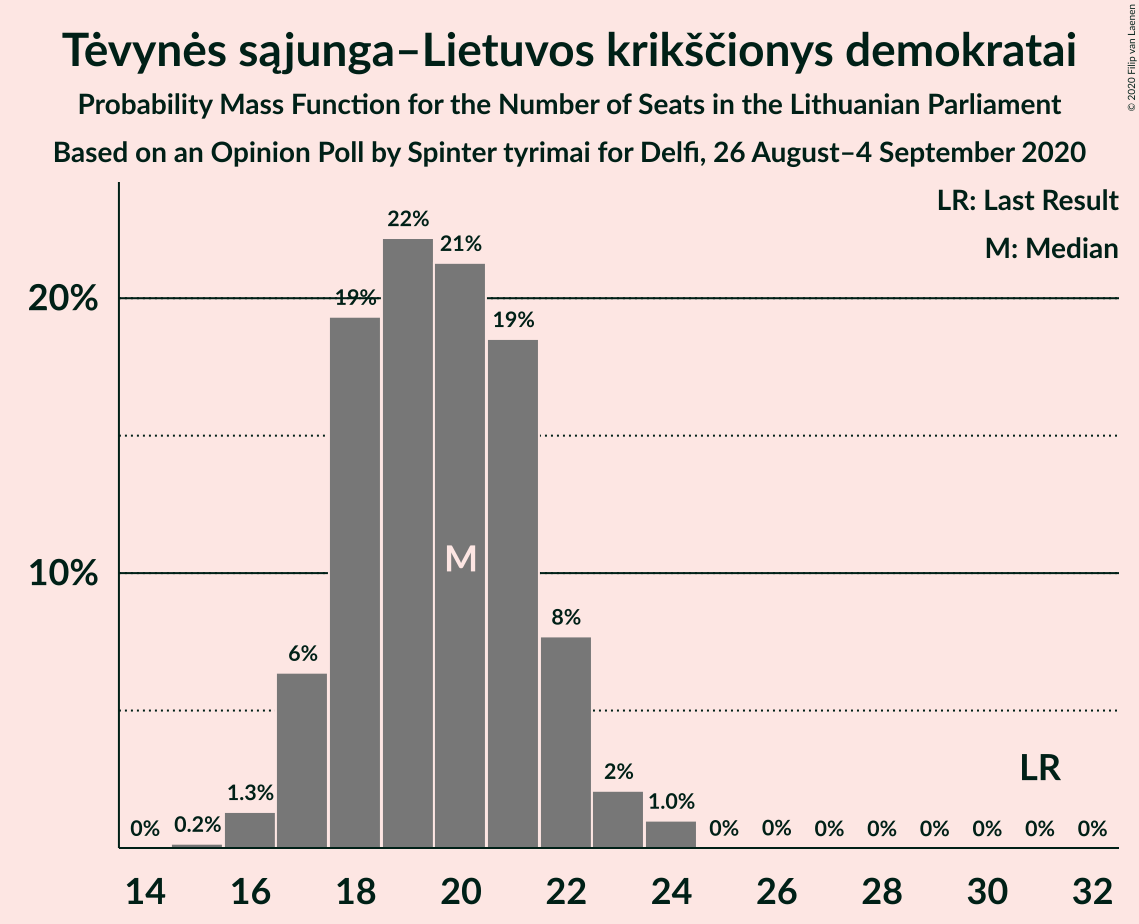 Tėvynės sąjunga–Lietuvos krikščionys demokratai
Probability Mass Function for the Number of Seats in the Lithuanian Parliament
Based on an Opinion Poll by Spinter tyrimai for Delfi, 26 August–4 September 2020
© 2020 Filip van Laenen
LR: Last Result
M: Median
22%
21%
20%
19%
19%
M
10%
8%
6%
LR
2%
1.3%
1.0%
0%
0.2%
0% 0% 0% 0% 0% 0% 0% 0%
14 16 18 20 22 24 26 28 30 32